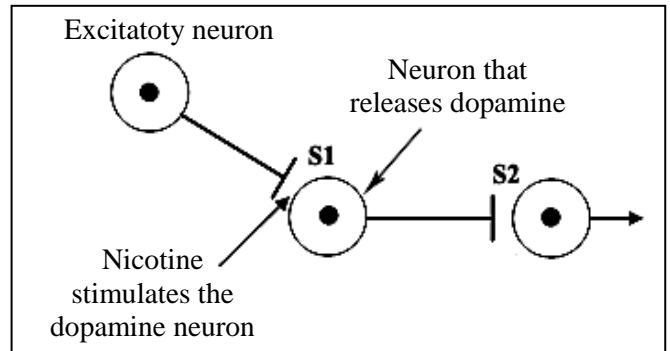 Excitatoty neuron
Neuron that
releases dopamine
S1
S2
Nicotine
stimulates the
dopamine neuron